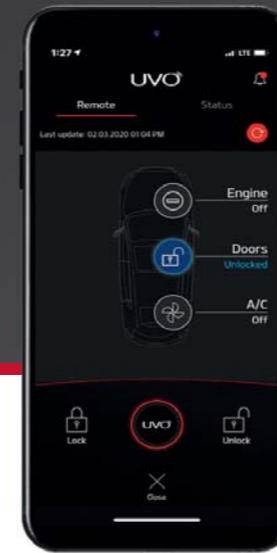 1:27 LTE
UVO
Remote Status
Last update: 02.03.2020 01:04 PM
Engine
Off
Doors
Unlocked
A/C
Off
UVO
Lock Unlock
Close